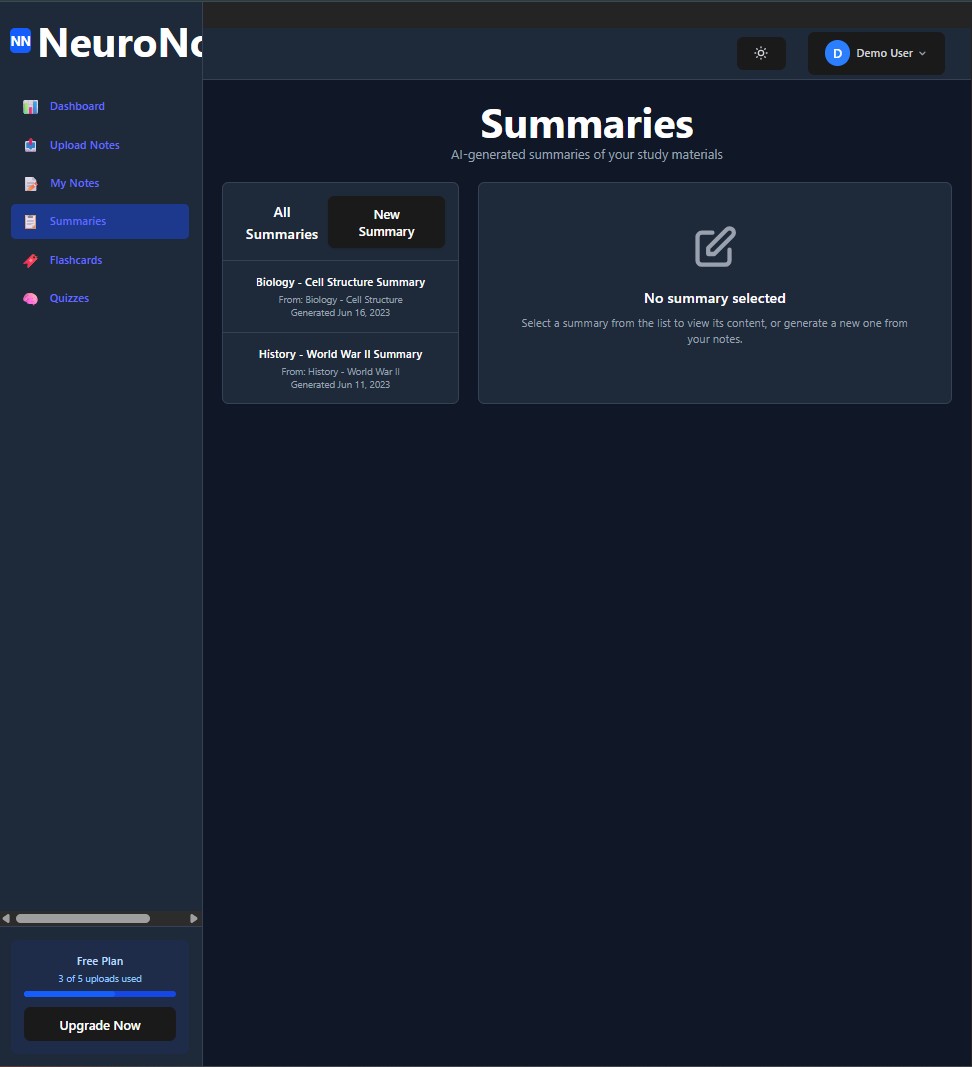 NN NeuroNo
Dashboard
Upload Notes
My Notes
Summaries
Flashcards
Quizzes
Free Plan
3 of 5 uploads used
Upgrade Now
D Demo User
Summaries
AI-generated summaries of your study materials
All
Summaries
New
Summary
Biology - Cell Structure Summary
From: Biology - Cell Structure
Generated Jun 16, 2023
History - World War II Summary
From: History - World War II
Generated Jun 11, 2023
No summary selected
Select a summary from the list to view its content, or generate a new one from
your notes.